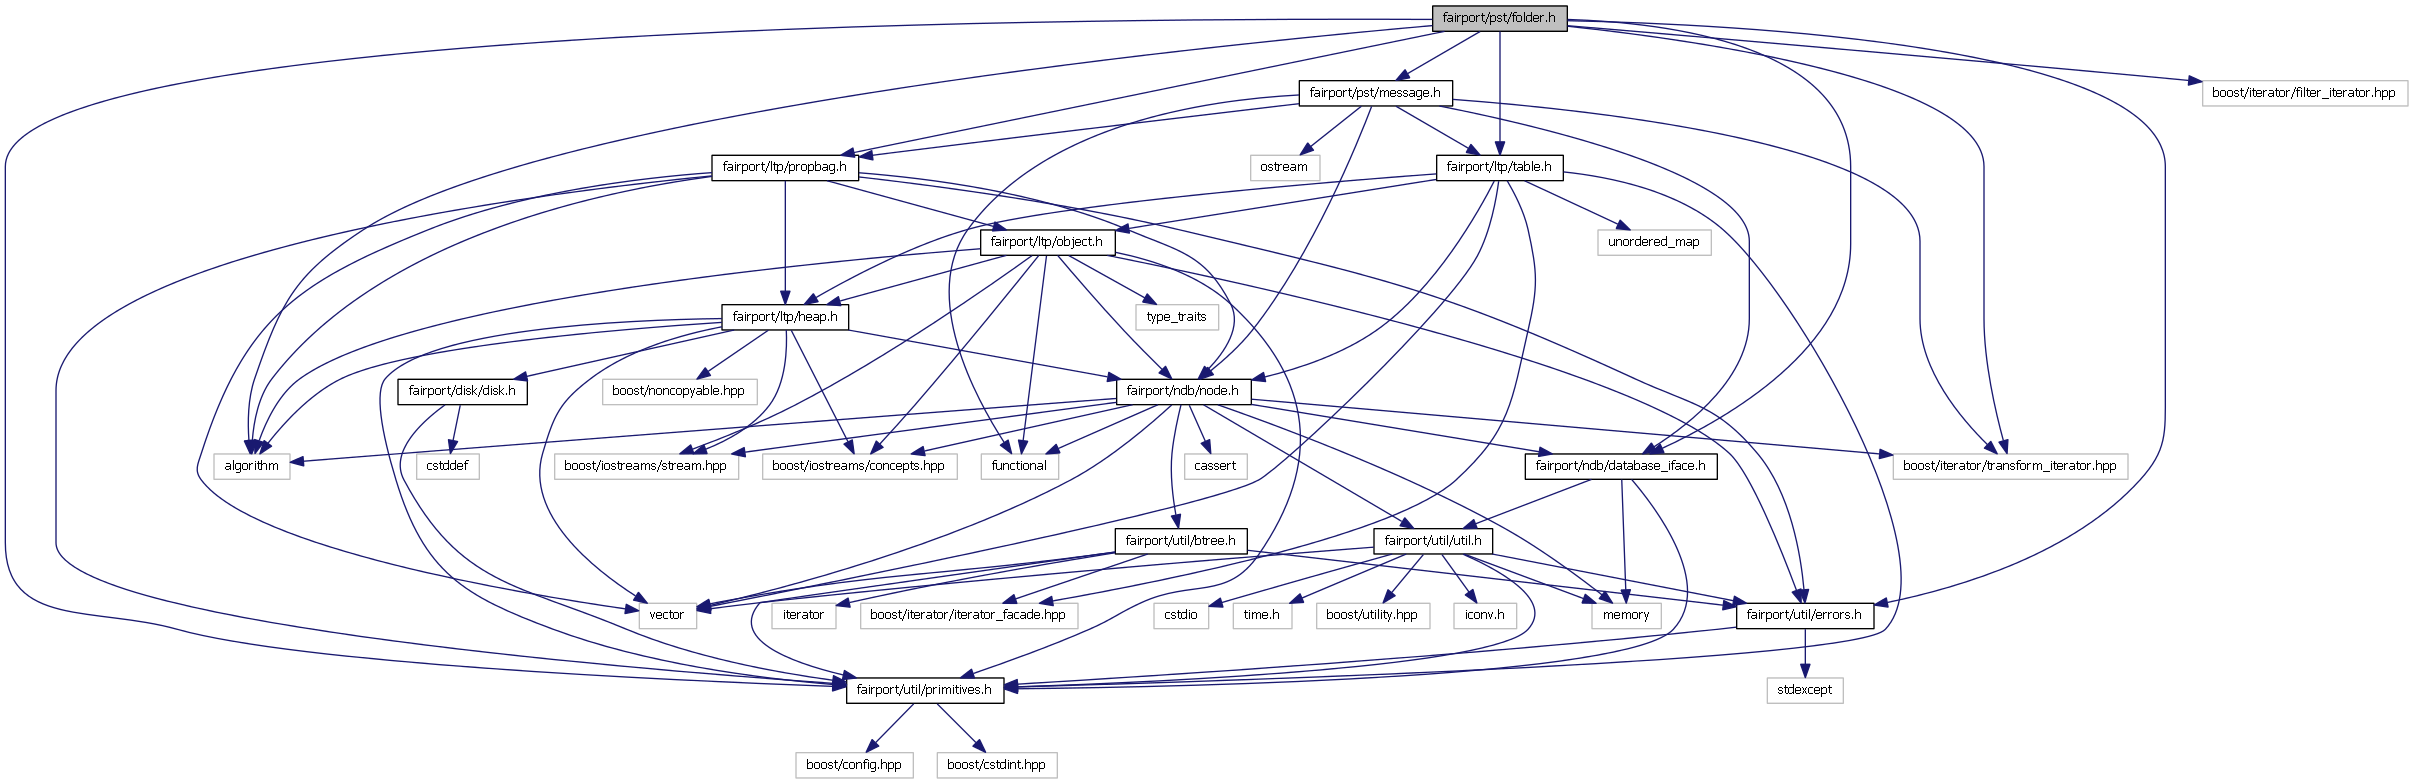 fairport/pst/folder.h
fairport/pst/message.h
boost/iterator/filter_iterator.hpp
fairport/ltp/propbag.h
ostream
fairport/ltp/table.h
fairport/ltp/object.h
unordered_map
fairport/ltp/heap.h
type_traits
fairport/disk/disk.h
boost/noncopyable.hpp
fairport/ndb/node.h
algorithm
cstddef
boost/iostreams/stream.hpp
boost/iostreams/concepts.hpp
functional
cassert
fairport/ndb/database_iface.h
boost/iterator/transform_iterator.hpp
fairport/util/btree.h
fairport/util/util.h
vector
iterator
boost/iterator/iterator_facade.hpp
cstdio
time.h
boost/utility.hpp
iconv.h
memory
fairport/util/errors.h
fairport/util/primitives.h
stdexcept
boost/config.hpp
boost/cstdint.hpp